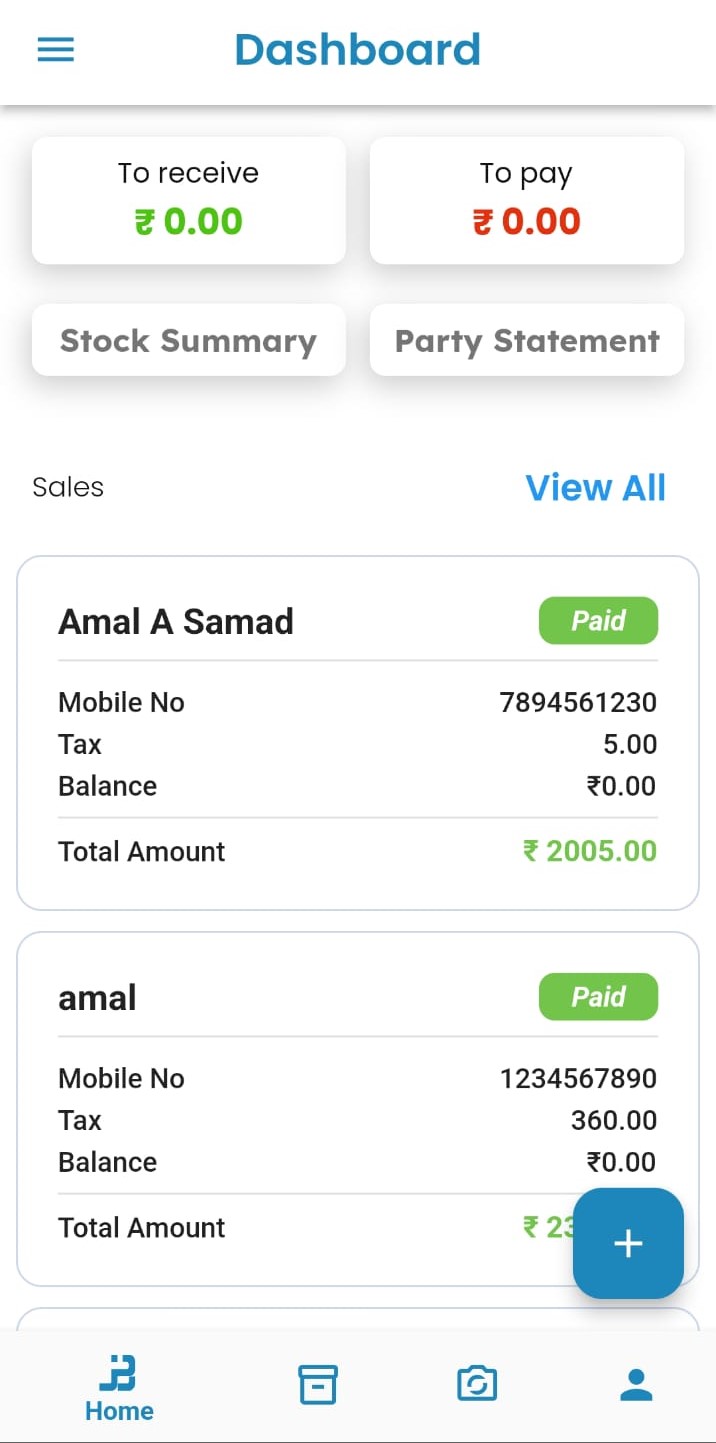 Dashboard
To receive
To pay
₹ 0.00
₹ 0.00
Stock Summary
Party Statement
Sales
View All
Amal A Samad
Paid
Mobile No 7894561230
Tax 5.00
Balance ₹0.00
Total Amount ₹ 2005.00
amal
Paid
Mobile No 1234567890
Tax 360.00
Balance ₹0.00
Total Amount ₹
+
Home